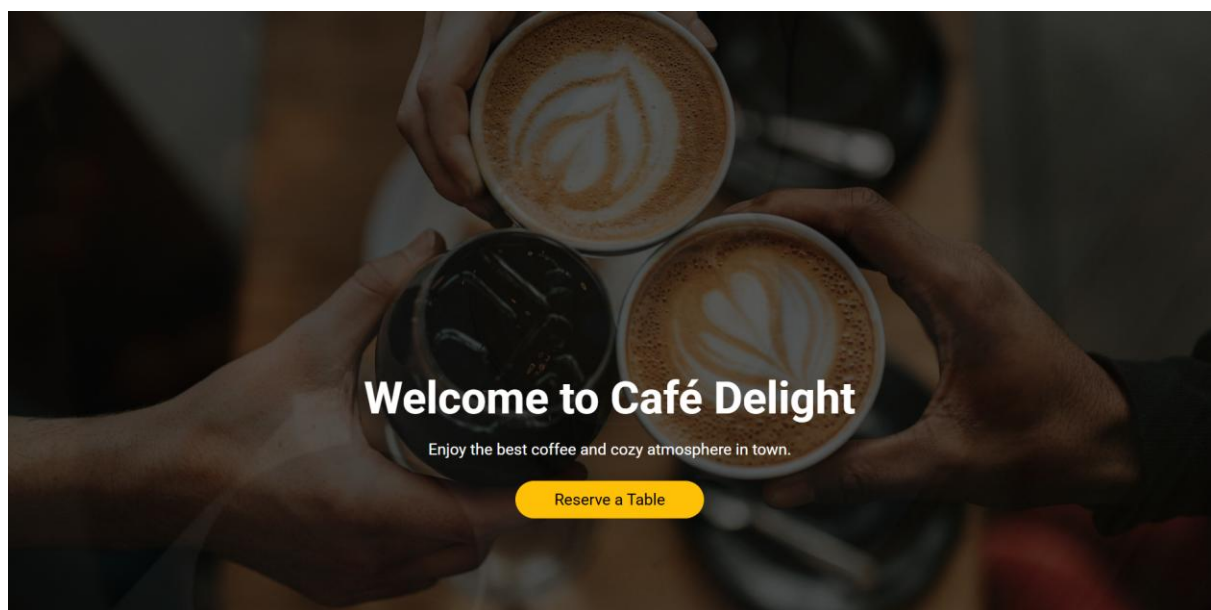 Welcome to Café Delight
Enjoy the best coffee and cozy atmosphere in town.
Reserve a Table